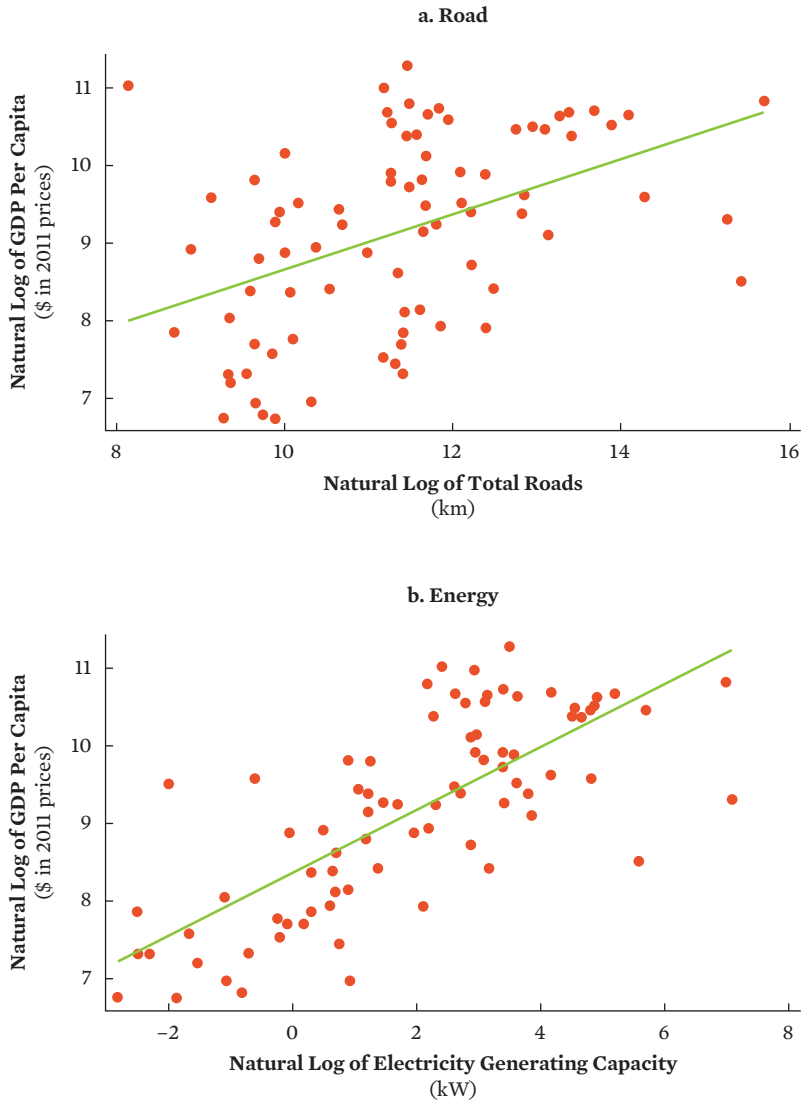 a. Road
Natural Log of GDP Per Capita
($ in 2011 prices)
11
10
9
8
7
8
10
12
14
16
Natural Log of Total Roads
(km)
b. Energy
Natural Log of GDP Per Capita
($ in 2011 prices)
11
10
9
8
7
–2
0
2
4
6
8
Natural Log of Electricity Generating Capacity
(kW)